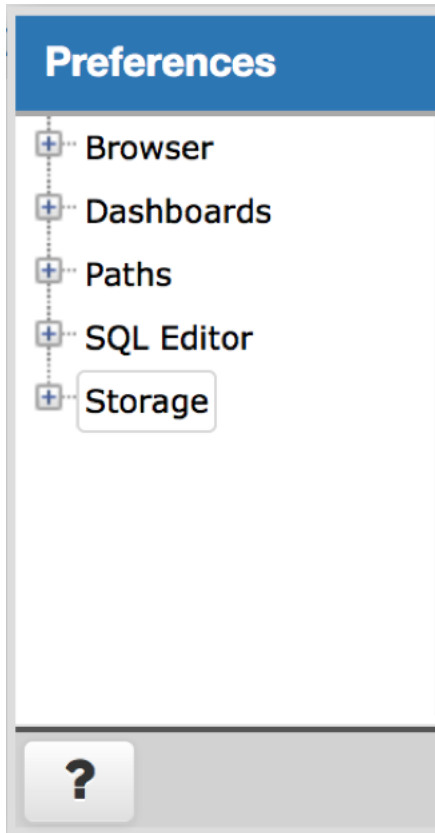 Preferences
Browser
Dashboards
Paths
SQL Editor
Storage
?